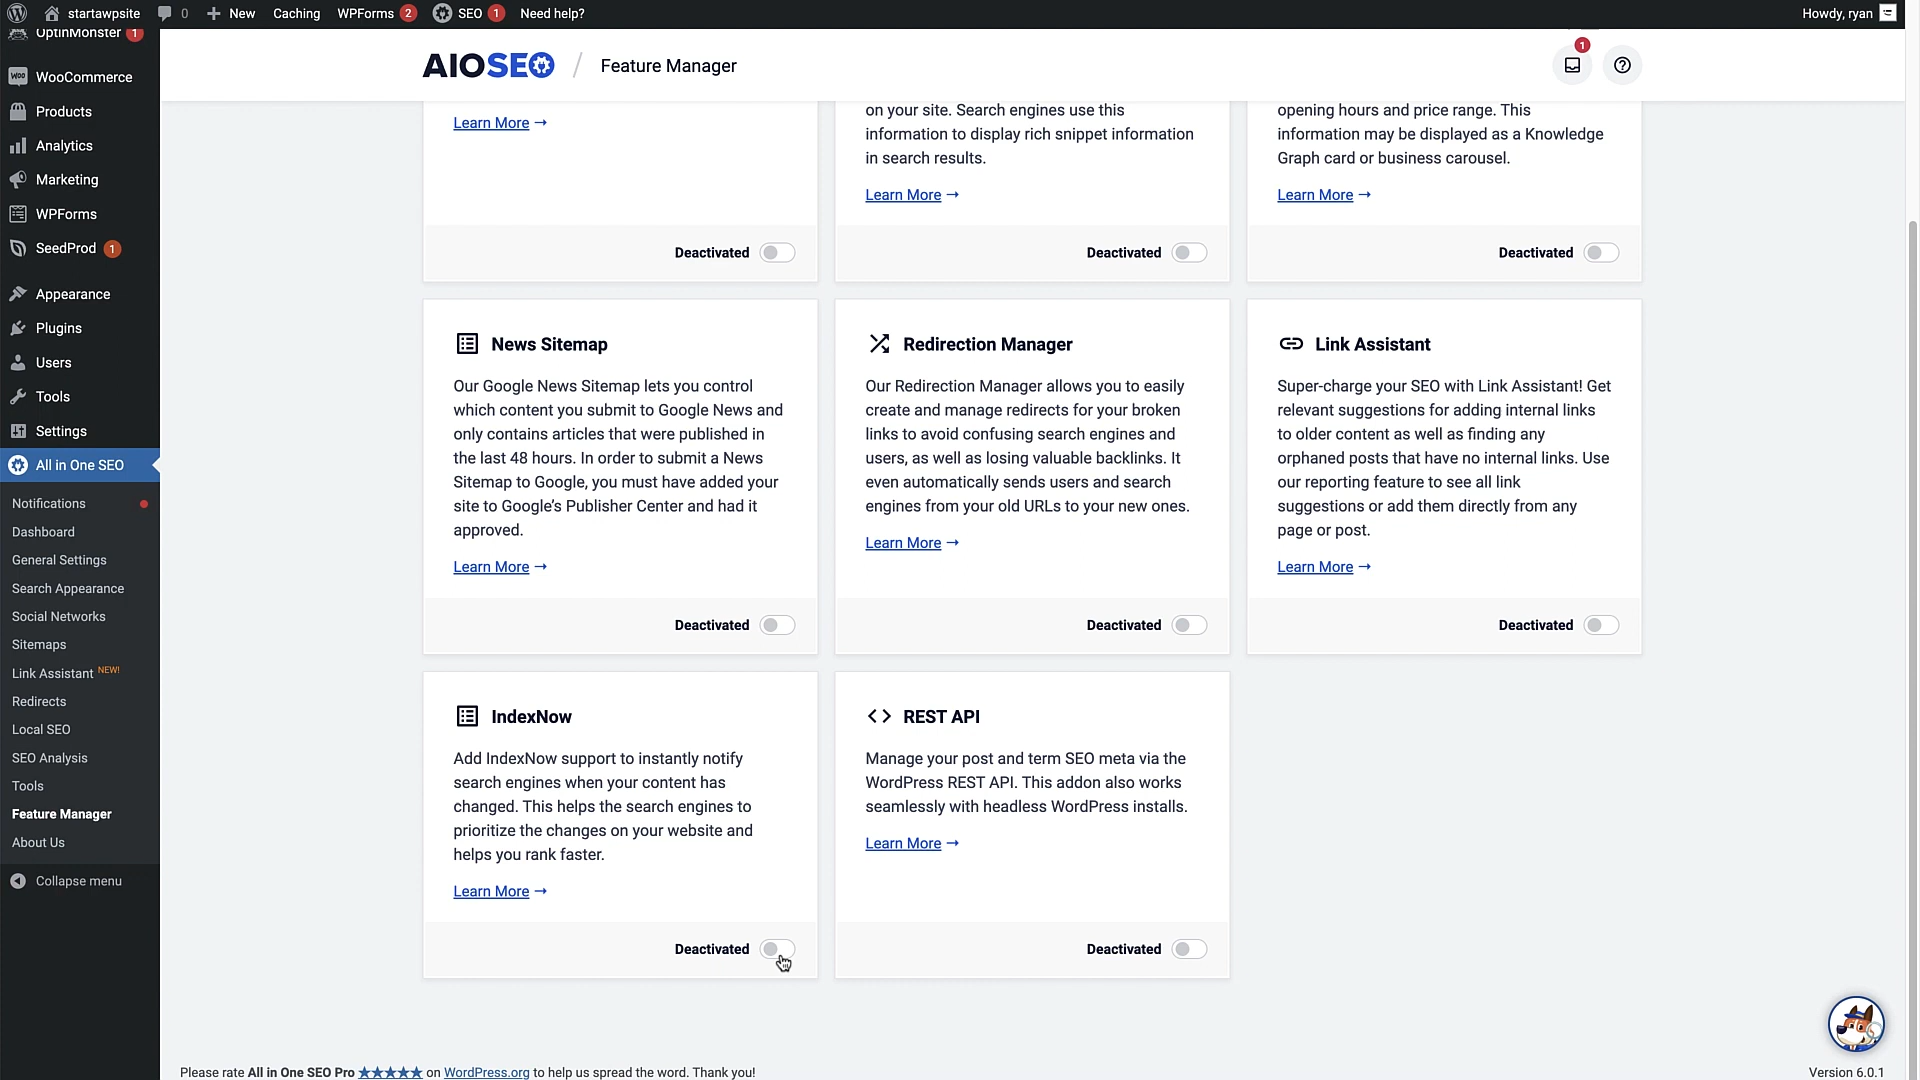 startawpsite
0
New
Caching
WPForms 2
SEO 1
Need help?
Howdy, ryan
OptinMonster 1
WooCommerce
Products
Analytics
Marketing
WPForms
SeedProd 1
Appearance
Plugins
Users
Tools
Settings
All in One SEO
Notifications
Dashboard
General Settings
Search Appearance
Social Networks
Sitemaps
Link Assistant NEW!
Redirects
Local SEO
SEO Analysis
Tools
Feature Manager
About Us
Collapse menu
AIOSEO / Feature Manager
1
Learn More →
Deactivated
on your site. Search engines use this
information to display rich snippet information
in search results.
Learn More →
Deactivated
opening hours and price range. This
information may be displayed as a Knowledge
Graph card or business carousel.
Learn More →
Deactivated
News Sitemap
Our Google News Sitemap lets you control
which content you submit to Google News and
only contains articles that were published in
the last 48 hours. In order to submit a News
Sitemap to Google, you must have added your
site to Google’s Publisher Center and had it
approved.
Learn More →
Deactivated
Redirection Manager
Our Redirection Manager allows you to easily
create and manage redirects for your broken
links to avoid confusing search engines and
users, as well as losing valuable backlinks. It
even automatically sends users and search
engines from your old URLs to your new ones.
Learn More →
Deactivated
Link Assistant
Super-charge your SEO with Link Assistant! Get
relevant suggestions for adding internal links
to older content as well as finding any
orphaned posts that have no internal links. Use
our reporting feature to see all link
suggestions or add them directly from any
page or post.
Learn More →
Deactivated
IndexNow
Add IndexNow support to instantly notify
search engines when your content has
changed. This helps the search engines to
prioritize the changes on your website and
helps you rank faster.
Learn More →
Deactivated
REST API
Manage your post and term SEO meta via the
WordPress REST API. This addon also works
seamlessly with headless WordPress installs.
Learn More →
Deactivated
Please rate All in One SEO Pro ★★★★★ on WordPress.org to help us spread the word. Thank you!
Version 6.0.1